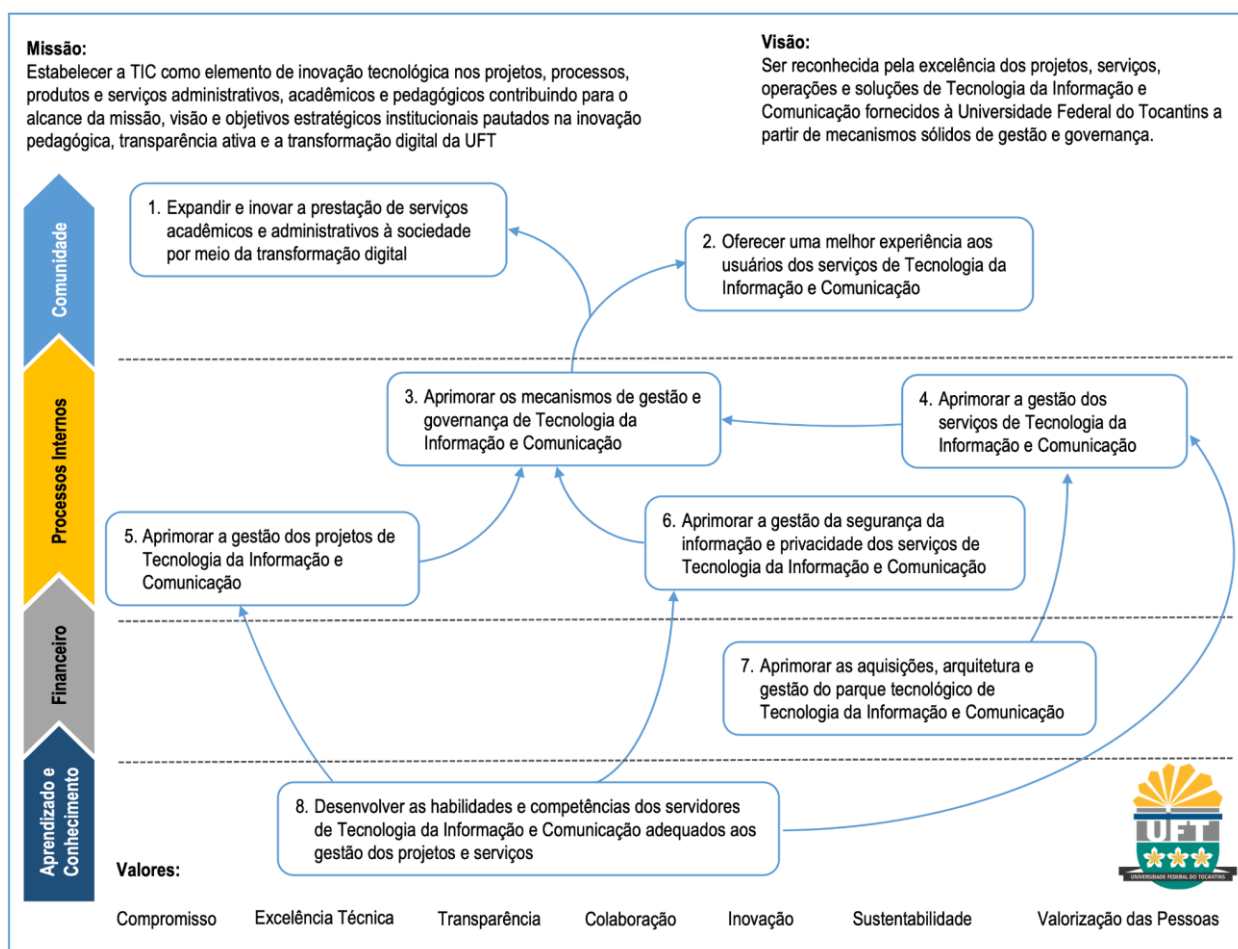 Missão:
Estabelecer a TIC como elemento de inovação tecnológica nos projetos, processos,
produtos e serviços administrativos, acadêmicos e pedagógicos contribuindo para o
alcance da missão, visão e objetivos estratégicos institucionais pautados na inovação
pedagógica, transparência ativa e a transformação digital da UFT
Visão:
Ser reconhecida pela excelência dos projetos, serviços,
operações e soluções de Tecnologia da Informação e
Comunicação fornecidos à Universidade Federal do Tocantins a
partir de mecanismos sólidos de gestão e governança.
Comunidade
1. Expandir e inovar a prestação de serviços
acadêmicos e administrativos à sociedade
por meio da transformação digital
2. Oferecer uma melhor experiência aos
usuários dos serviços de Tecnologia da
Informação e Comunicação
Processos Internos
3. Aprimorar os mecanismos de gestão e
governança de Tecnologia da
Informação e Comunicação
4. Aprimorar a gestão dos
serviços de Tecnologia da
Informação e Comunicação
5. Aprimorar a gestão dos projetos de
Tecnologia da Informação e
Comunicação
6. Aprimorar a gestão da segurança da
informação e privacidade dos serviços de
Tecnologia da Informação e Comunicação
Financeiro
7. Aprimorar as aquisições, arquitetura e
gestão do parque tecnológico de
Tecnologia da Informação e Comunicação
Aprendizado e
Conhecimento
8. Desenvolver as habilidades e competências dos servidores
de Tecnologia da Informação e Comunicação adequados aos
gestão dos projetos e serviços
UFT
UNIVERSIDADE FEDERAL DO TOCANTINS
Valores:
Compromisso Excelência Técnica Transparência Colaboração Inovação Sustentabilidade Valorização das Pessoas